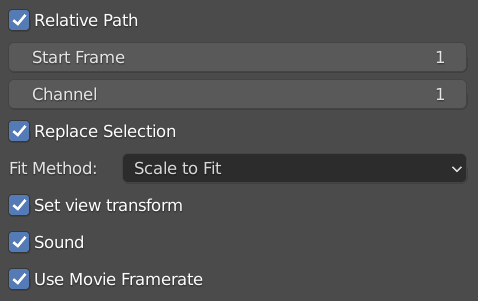 Relative Path
Start Frame 1
Channel 1
Replace Selection
Fit Method: Scale to Fit
Set view transform
Sound
Use Movie Framerate